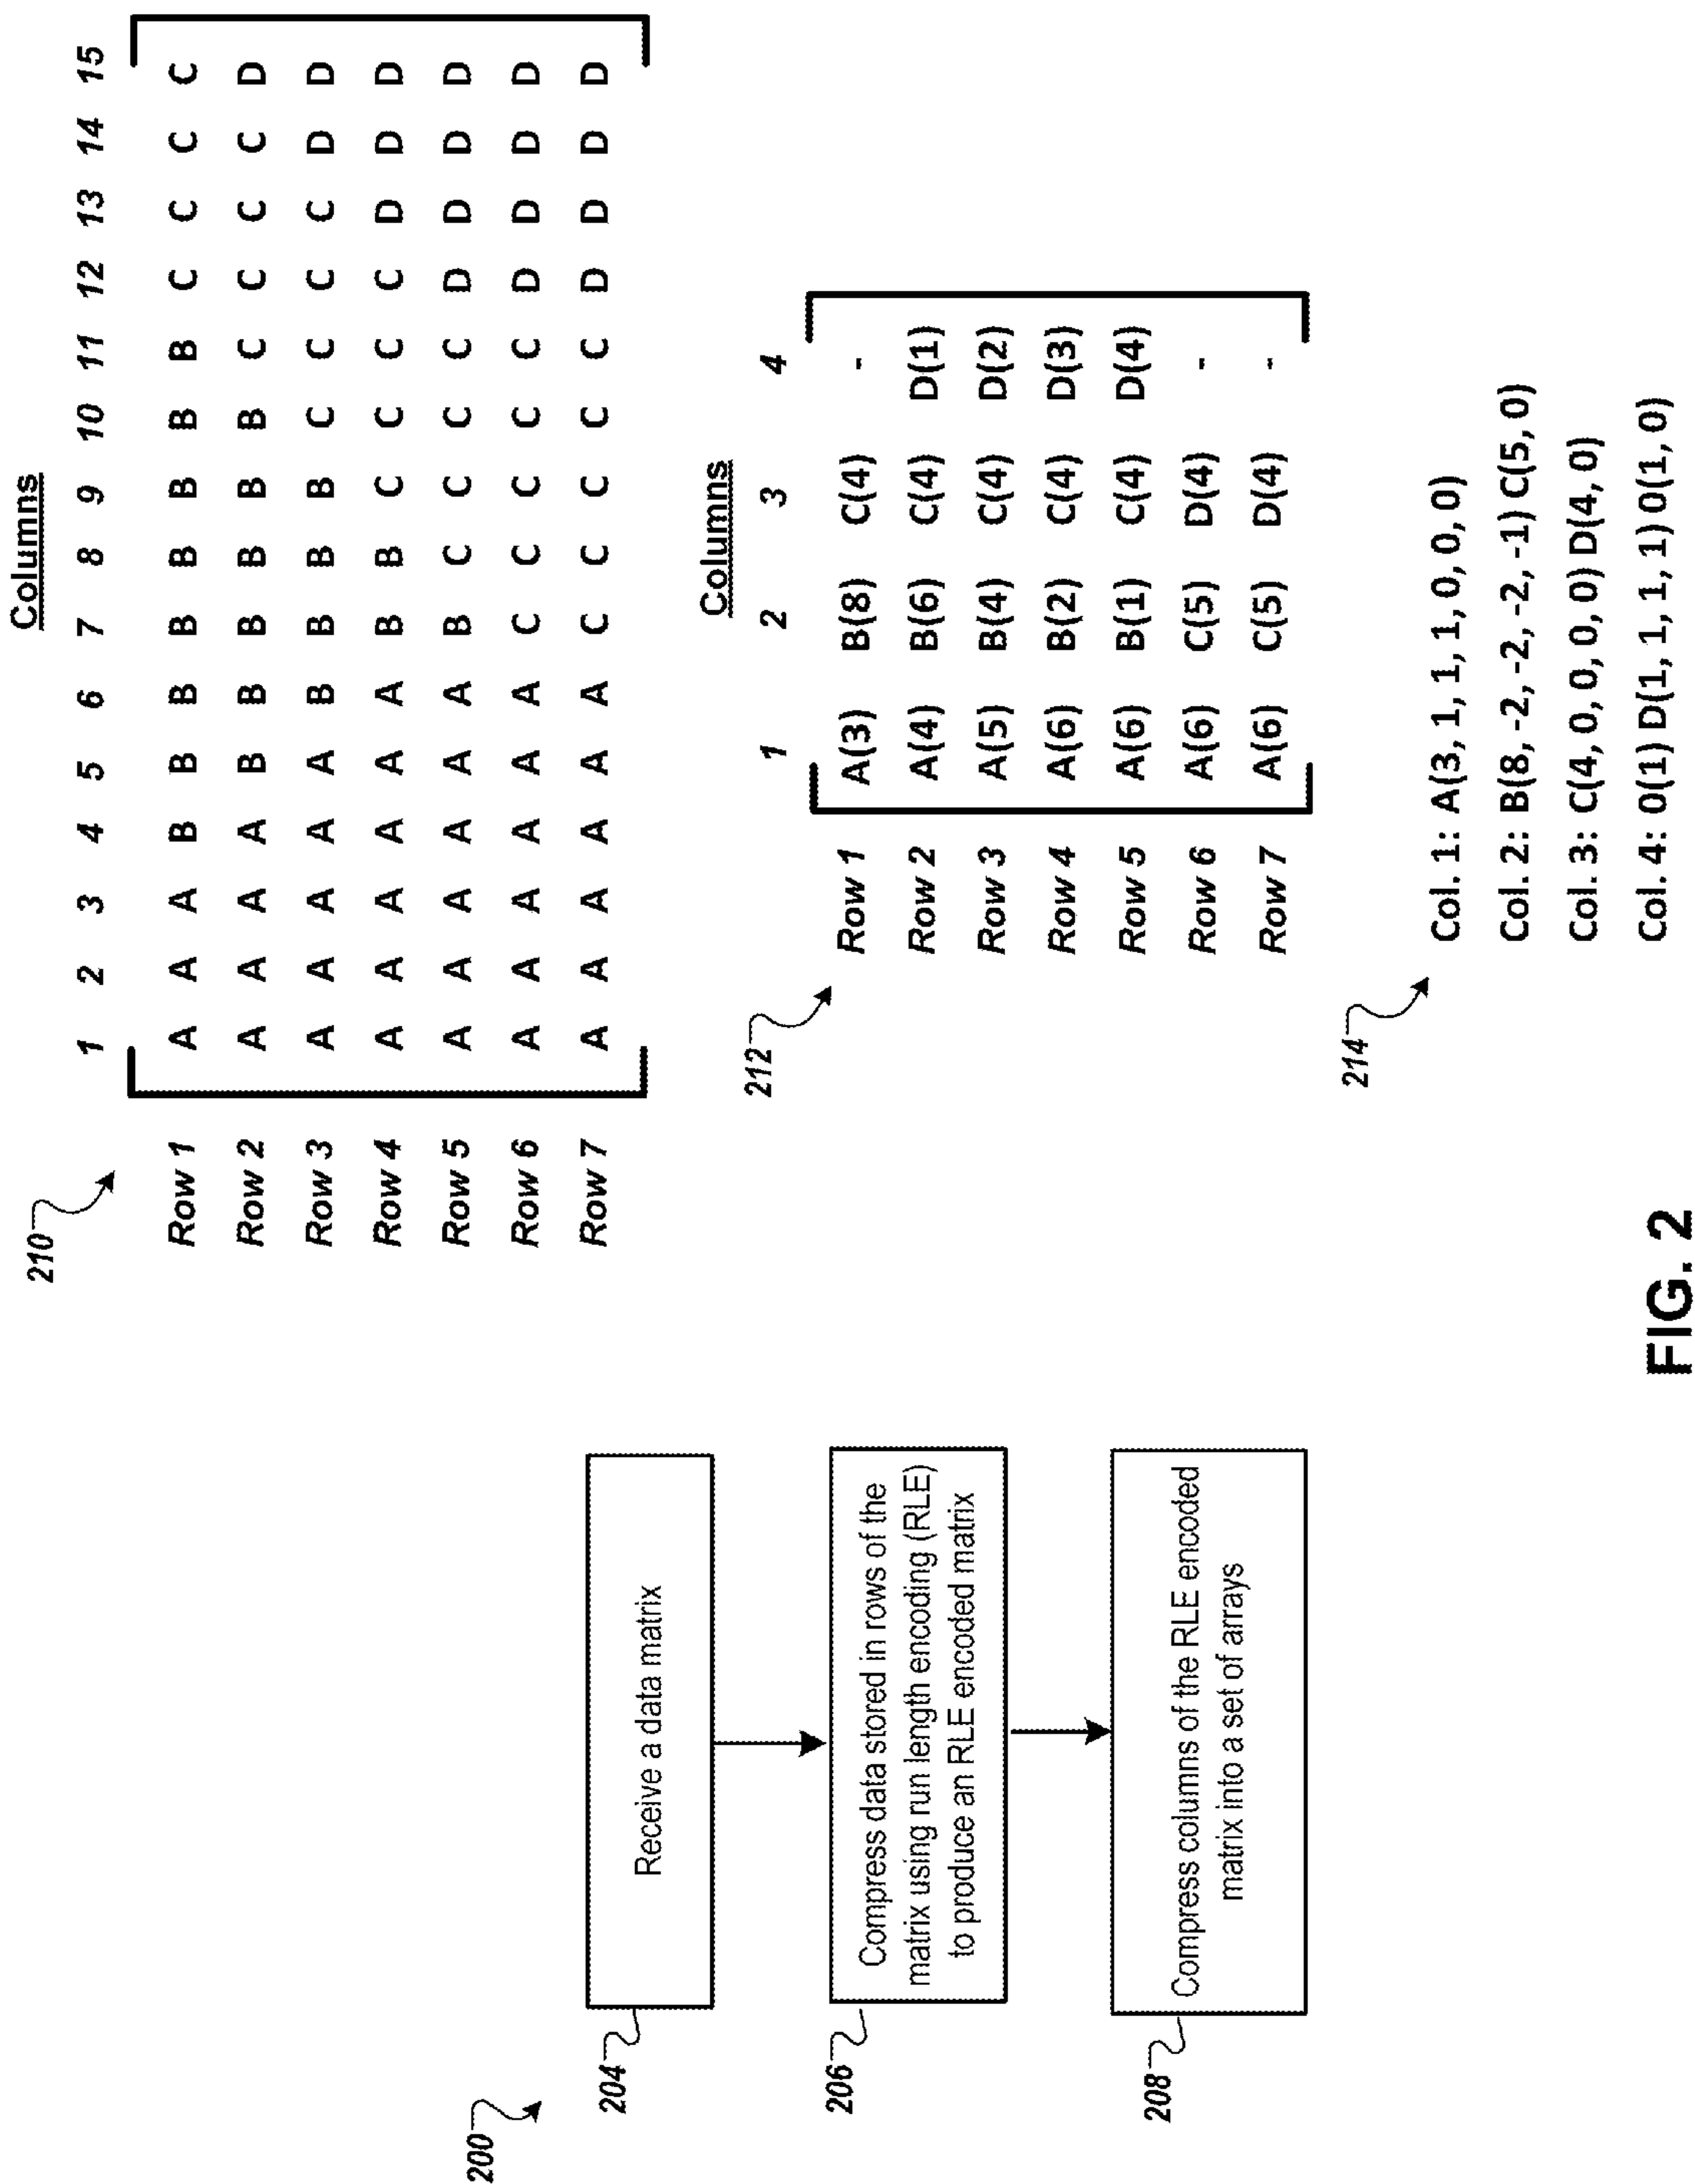 200
204
Receive a data matrix
206
Compress data stored in rows of the
matrix using run length encoding (RLE)
to produce an RLE encoded matrix
208
Compress columns of the RLE encoded
matrix into a set of arrays
210
Columns
1 2 3 4 5 6 7 8 9 10 11 12 13 14 15
Row 1 A A A B B B B B B B B C C C C
Row 2 A A A A B B B B B B C C C C D
Row 3 A A A A A B B B B C C C C D D
Row 4 A A A A A A B B C C C C D D D
Row 5 A A A A A A B C C C C D D D D
Row 6 A A A A A A C C C C C D D D D
Row 7 A A A A A A C C C C C D D D D
212
Columns
1 2 3 4
Row 1 A(3) B(8) C(4) -
Row 2 A(4) B(6) C(4) D(1)
Row 3 A(5) B(4) C(4) D(2)
Row 4 A(6) B(2) C(4) D(3)
Row 5 A(6) B(1) C(4) D(4)
Row 6 A(6) C(5) D(4) -
Row 7 A(6) C(5) D(4) -
214
Col. 1: A(3, 1, 1, 1, 0, 0, 0)
Col. 2: B(8, -2, -2, -2, -1) C(5, 0)
Col. 3: C(4, 0, 0, 0, 0) D(4, 0)
Col. 4: 0(1) D(1, 1, 1, 1) 0(1, 0)
FIG. 2